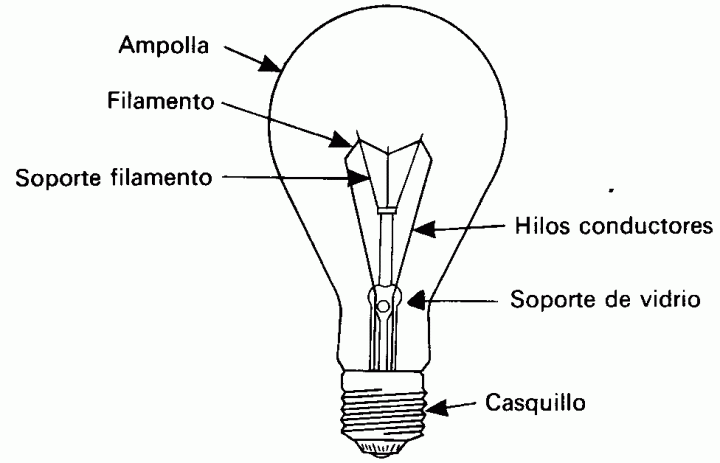 Ampolla
Filamento
Soporte filamento
Hilos conductores
Soporte de vidrio
Casquillo